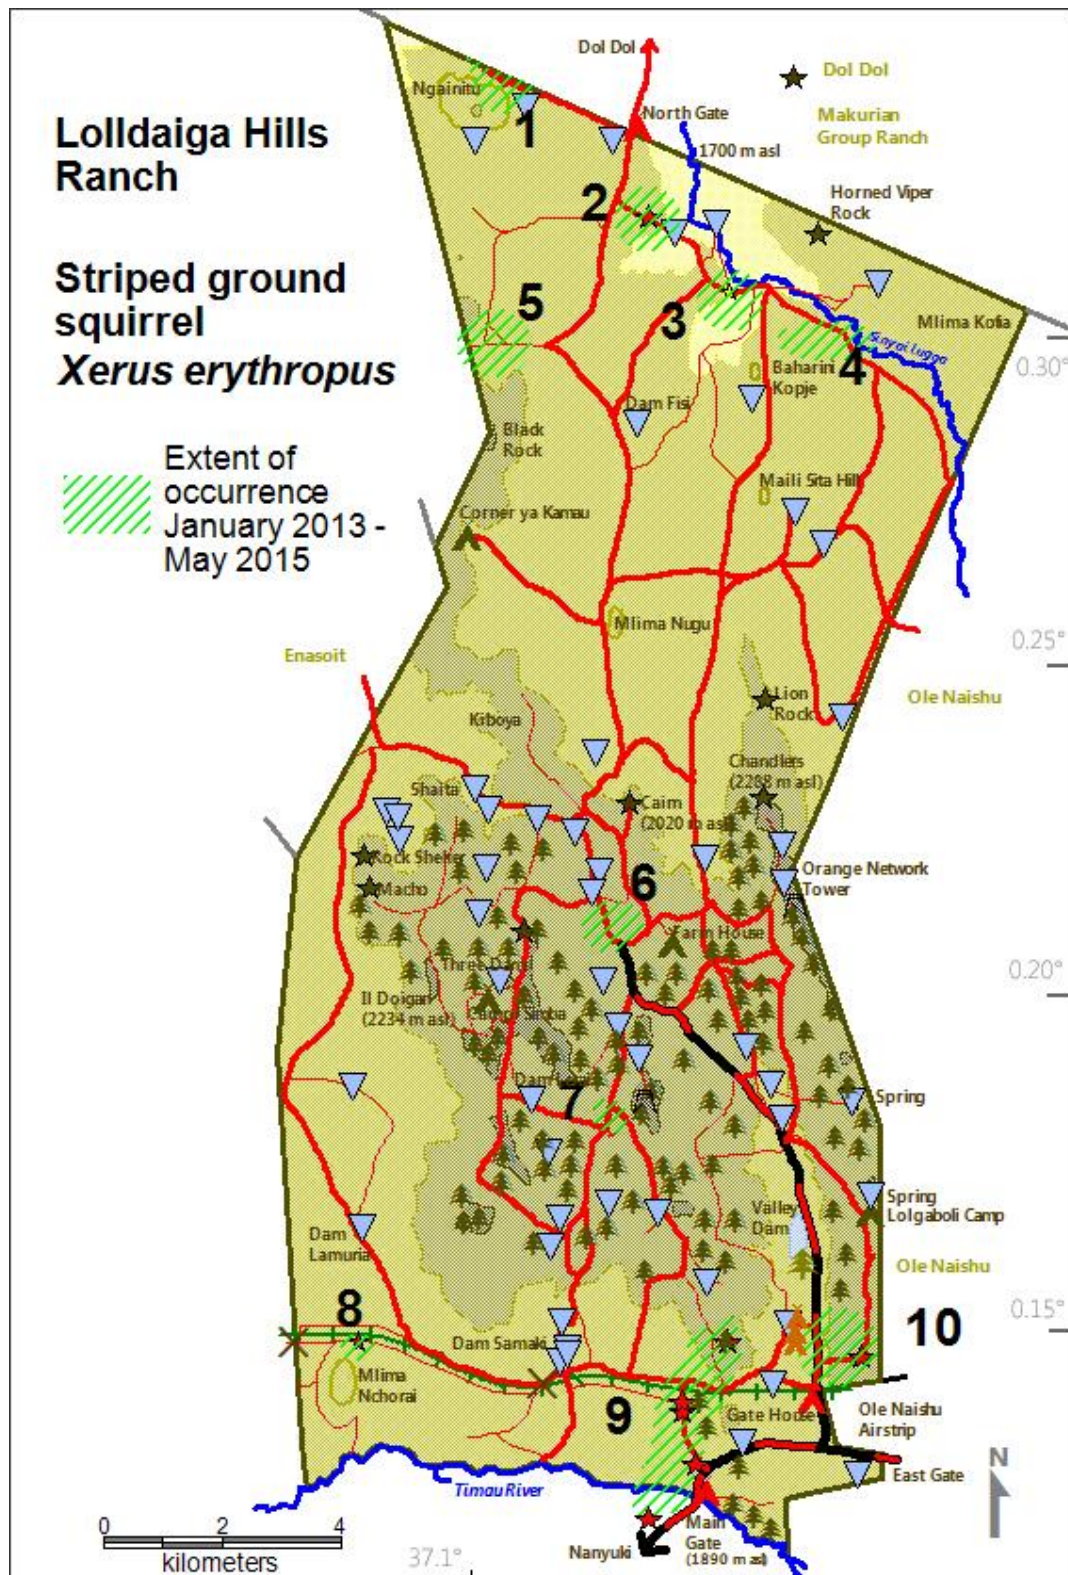 Dol Dol
Dol Dol
Ngainitu
Makurian
Group Ranch
North Gate
1
Lolldaiga Hills
Ranch
1700 m asl
2
Horned Viper
Rock
Striped ground
squirrel
Xerus erythropus
5
3
Mlima Kofia
Sinyai Lugga
4
0.30°
Baharini
Kopje
Dam Fisi
Black
Rock
Extent of
occurrence
January 2013 -
May 2015
Maili Sita Hill
Corner ya Kamau
Mlima Nugu
Enasoit
0.25°
Lion
Rock
Ole Naishu
Kiboya
Chandlers
(2288 m asl)
Shaita
Cairn
(2020 m asl)
Rock Shelter
Orange Network
Tower
6
Macho
Farm House
Three Dams
0.20°
Il Doigan
(2234 m asl)
7
Spring
Valley
Dam
Spring
Lolgaboli Camp
Dam
Lamuria
Ole Naishu
8
10
0.15°
Dam Samaki
Mlima
Nchorai
9
Gate House
Ole Naishu
Airstrip
East Gate
N
Timau River
0 2 4
kilometers
Main
Gate
(1890 m asl)
Nanyuki
37.1°